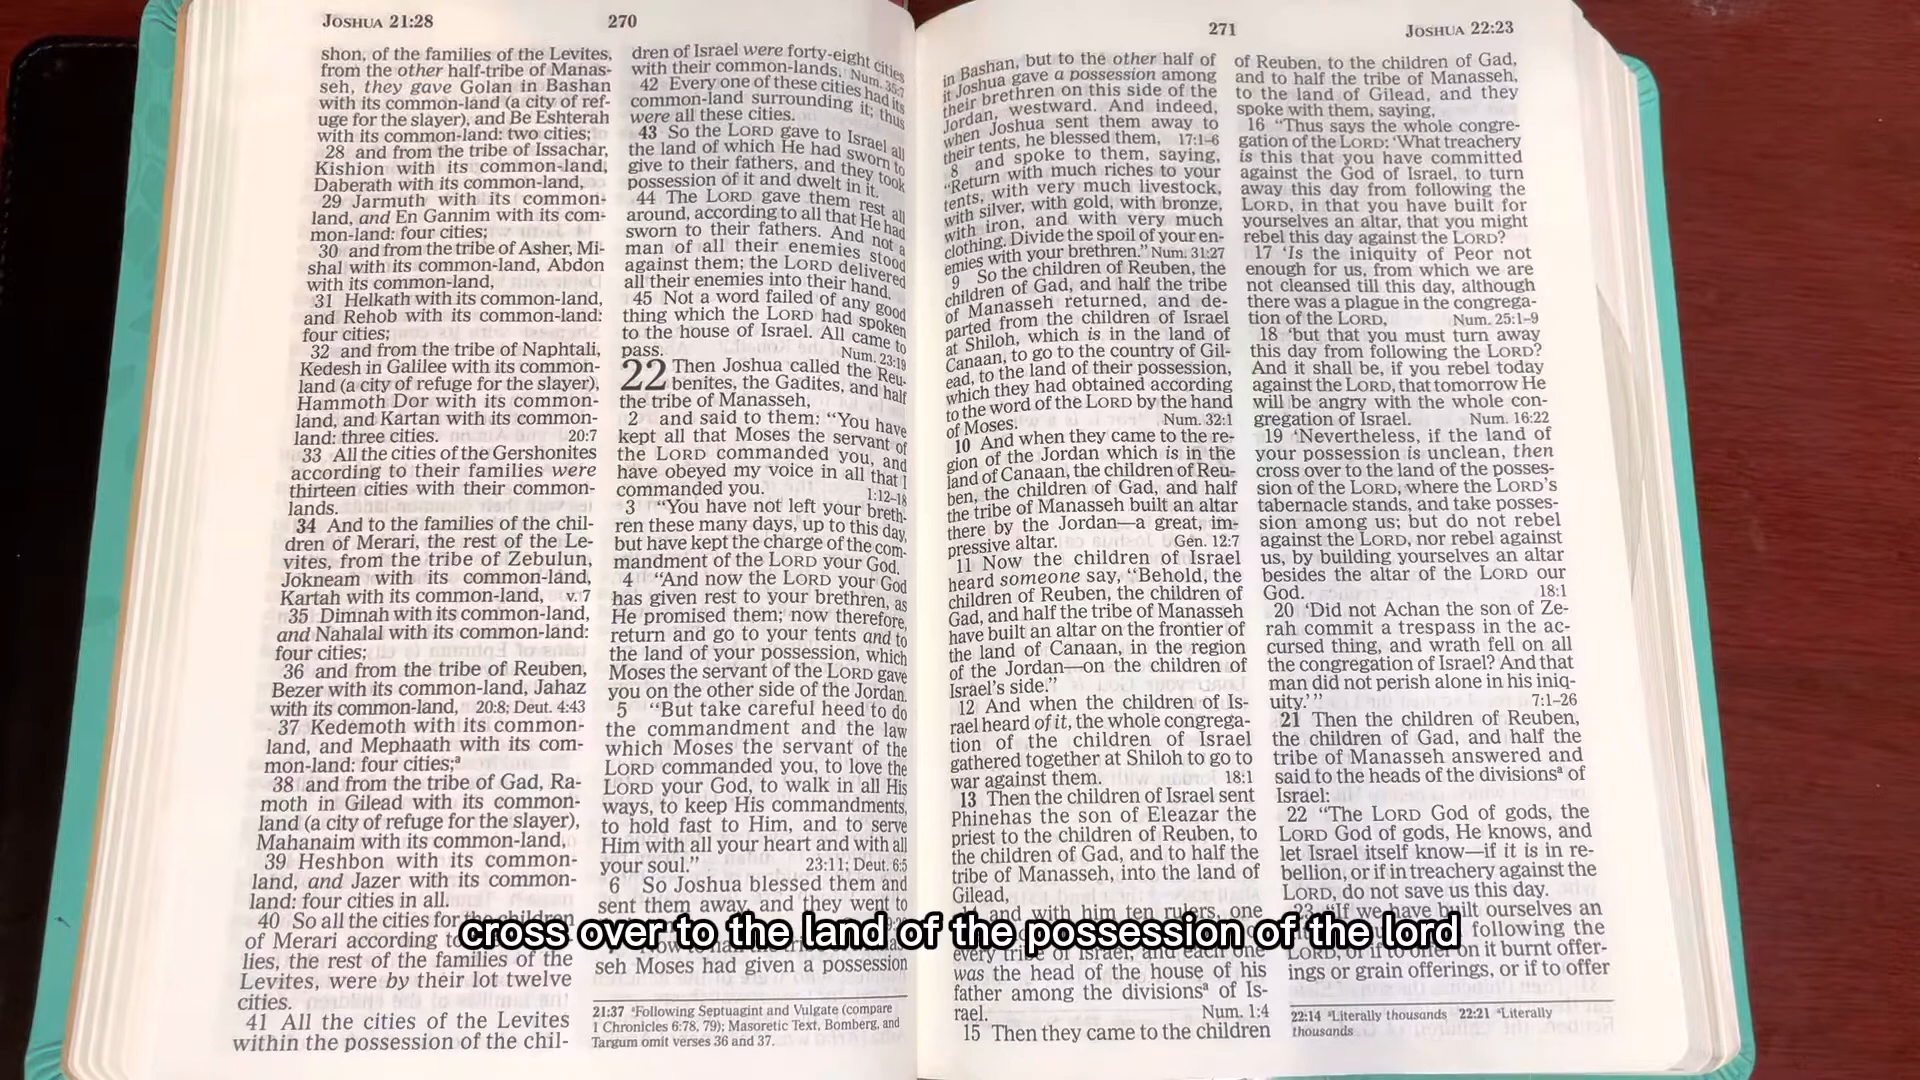 JOSHUA 21:28
270
shon, of the families of the Levites,
from the other half-tribe of Manas-
seh, they gave Golan in Bashan
with its common-land (a city of ref-
uge for the slayer), and Be Eshterah
with its common-land: two cities;
28 and from the tribe of Issachar,
Kishion with its common-land,
Daberath with its common-land,
29 Jarmuth with its common-
land, and En Gannim with its com-
mon-land: four cities;
30 and from the tribe of Asher, Mi-
shal with its common-land, Abdon
with its common-land,
31 Helkath with its common-land,
and Rehob with its common-land:
four cities;
32 and from the tribe of Naphtali,
Kedesh in Galilee with its common-
land (a city of refuge for the slayer),
Hammoth Dor with its common-
land, and Kartan with its common-
land: three cities. 20:7
33 All the cities of the Gershonites
according to their families were
thirteen cities with their common-
lands.
34 And to the families of the chil-
dren of Merari, the rest of the Le-
vites, from the tribe of Zebulun,
Jokneam with its common-land,
Kartah with its common-land, v. 7
35 Dimnah with its common-land,
and Nahalal with its common-land:
four cities;
36 and from the tribe of Reuben,
Bezer with its common-land, Jahaz
with its common-land, 20:8; Deut. 4:43
37 Kedemoth with its common-
land, and Mephaath with its com-
mon-land: four cities;a
38 and from the tribe of Gad, Ra-
moth in Gilead with its common-
land (a city of refuge for the slayer),
Mahanaim with its common-land,
39 Heshbon with its common-
land, and Jazer with its common-
land: four cities in all.
40 So all the cities for the children
of Merari according to
lies, the rest of the families of the
Levites, were by their lot twelve
cities.
41 All the cities of the Levites
within the possession of the chil-
dren of Israel were forty-eight cities
with their common-lands. Num. 35:7
42 Every one of these cities had its
common-land surrounding it; thus
were all these cities.
43 So the LORD gave to Israel all
the land of which He had sworn to
give to their fathers, and they took
possession of it and dwelt in it.
44 The LORD gave them rest all
around, according to all that He had
sworn to their fathers. And not a
man of all their enemies stood
against them; the LORD delivered
all their enemies into their hand.
45 Not a word failed of any good
thing which the LORD had spoken
to the house of Israel. All came to
pass. Num. 23:19
22 Then Joshua called the Reu-
benites, the Gadites, and half
the tribe of Manasseh,
2 and said to them: “You have
kept all that Moses the servant of
the LORD commanded you, and
have obeyed my voice in all that I
commanded you. 1:12–18
3 “You have not left your breth-
ren these many days, up to this day,
but have kept the charge of the com-
mandment of the LORD your God.
4 “And now the LORD your God
has given rest to your brethren, as
He promised them; now therefore,
return and go to your tents and to
the land of your possession, which
Moses the servant of the LORD gave
you on the other side of the Jordan.
5 “But take careful heed to do
the commandment and the law
which Moses the servant of the
LORD commanded you, to love the
LORD your God, to walk in all His
ways, to keep His commandments,
to hold fast to Him, and to serve
Him with all your heart and with all
your soul.” 23:11; Deut. 6:5
6 So Joshua blessed them and
sent them away, and they went to
seh Moses had given a possession
21:37 aFollowing Septuagint and Vulgate (compare
1 Chronicles 6:78, 79); Masoretic Text, Bomberg, and
Targum omit verses 36 and 37.
271
JOSHUA 22:23
in Bashan, but to the other half of
it Joshua gave a possession among
their brethren on this side of the
Jordan, westward. And indeed,
when Joshua sent them away to
their tents, he blessed them, 17:1–6
8 and spoke to them, saying,
“Return with much riches to your
tents, with very much livestock,
with silver, with gold, with bronze,
with iron, and with very much
clothing. Divide the spoil of your en-
emies with your brethren.” Num. 31:27
9 So the children of Reuben, the
children of Gad, and half the tribe
of Manasseh returned, and de-
parted from the children of Israel
at Shiloh, which is in the land of
Canaan, to go to the country of Gil-
ead, to the land of their possession,
which they had obtained according
to the word of the LORD by the hand
of Moses. Num. 32:1
10 And when they came to the re-
gion of the Jordan which is in the
land of Canaan, the children of Reu-
ben, the children of Gad, and half
the tribe of Manasseh built an altar
there by the Jordan—a great, im-
pressive altar. Gen. 12:7
11 Now the children of Israel
heard someone say, “Behold, the
children of Reuben, the children of
Gad, and half the tribe of Manasseh
have built an altar on the frontier of
the land of Canaan, in the region
of the Jordan—on the children of
Israel’s side.”
12 And when the children of Is-
rael heard of it, the whole congrega-
tion of the children of Israel
gathered together at Shiloh to go to
war against them. 18:1
13 Then the children of Israel sent
Phinehas the son of Eleazar the
priest to the children of Reuben, to
the children of Gad, and to half the
tribe of Manasseh, into the land of
Gilead,
and with him ten rulers, one
every tribe of Israel; and each one
was the head of the house of his
father among the divisionsa of Is-
rael. Num. 1:4
15 Then they came to the children
of Reuben, to the children of Gad,
and to half the tribe of Manasseh,
to the land of Gilead, and they
spoke with them, saying,
16 “Thus says the whole congre-
gation of the LORD: ‘What treachery
is this that you have committed
against the God of Israel, to turn
away this day from following the
LORD, in that you have built for
yourselves an altar, that you might
rebel this day against the LORD?
17 ‘Is the iniquity of Peor not
enough for us, from which we are
not cleansed till this day, although
there was a plague in the congrega-
tion of the LORD, Num. 25:1–9
18 ‘but that you must turn away
this day from following the LORD?
And it shall be, if you rebel today
against the LORD, that tomorrow He
will be angry with the whole con-
gregation of Israel. Num. 16:22
19 ‘Nevertheless, if the land of
your possession is unclean, then
cross over to the land of the posses-
sion of the LORD, where the LORD’s
tabernacle stands, and take posses-
sion among us; but do not rebel
against the LORD, nor rebel against
us, by building yourselves an altar
besides the altar of the LORD our
God. 18:1
20 ‘Did not Achan the son of Ze-
rah commit a trespass in the ac-
cursed thing, and wrath fell on all
the congregation of Israel? And that
man did not perish alone in his iniq-
uity.’” 7:1–26
21 Then the children of Reuben,
the children of Gad, and half the
tribe of Manasseh answered and
said to the heads of the divisionsa of
Israel:
22 “The LORD God of gods, the
LORD God of gods, He knows, and
let Israel itself know—if it is in re-
bellion, or if in treachery against the
LORD, do not save us this day.
23 “If we have built ourselves an
following the
LORD, or if to offer on it burnt offer-
ings or grain offerings, or if to offer
22:14 aLiterally thousands 22:21 aLiterally
thousands
cross over to the land of the possession of the lord